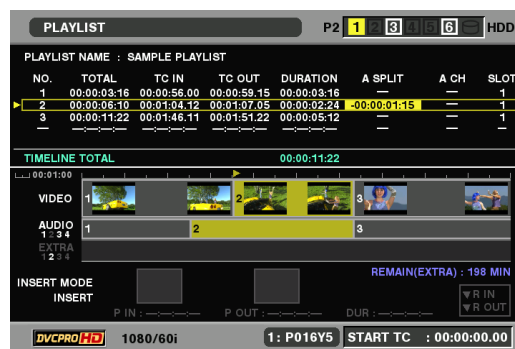 PLAYLIST P2 1 2 3 4 5 6 HDD
PLAYLIST NAME : SAMPLE PLAYLIST
NO. TOTAL TC IN TC OUT DURATION A SPLIT A CH SLOT
1 00:00:03:16 00:00:56.00 00:00:59.15 00:00:03:16 — — 1
2 00:00:06:10 00:01:04.12 00:01:07.05 00:00:02:24 -00:00:01:15 — 1
3 00:00:11:22 00:01:46.11 00:01:51.22 00:00:05:12 — — 1
— —:—:—:— —:—:—:— —:—:—:— —:—:—:— — — —
TIMELINE TOTAL 00:00:11:22
00:01:00
VIDEO 1 2 3
AUDIO 1 2 3
1 2 3 4
EXTRA
1 2 3 4
REMAIN(EXTRA) : 198 MIN
INSERT MODE
INSERT
▼R IN
▼R OUT
P IN : —:—:—:— P OUT : —:—:—:— DUR : —:—:—:—
DVCPRO HD 1080/60i 1: P016Y5 START TC : 00:00:00.00